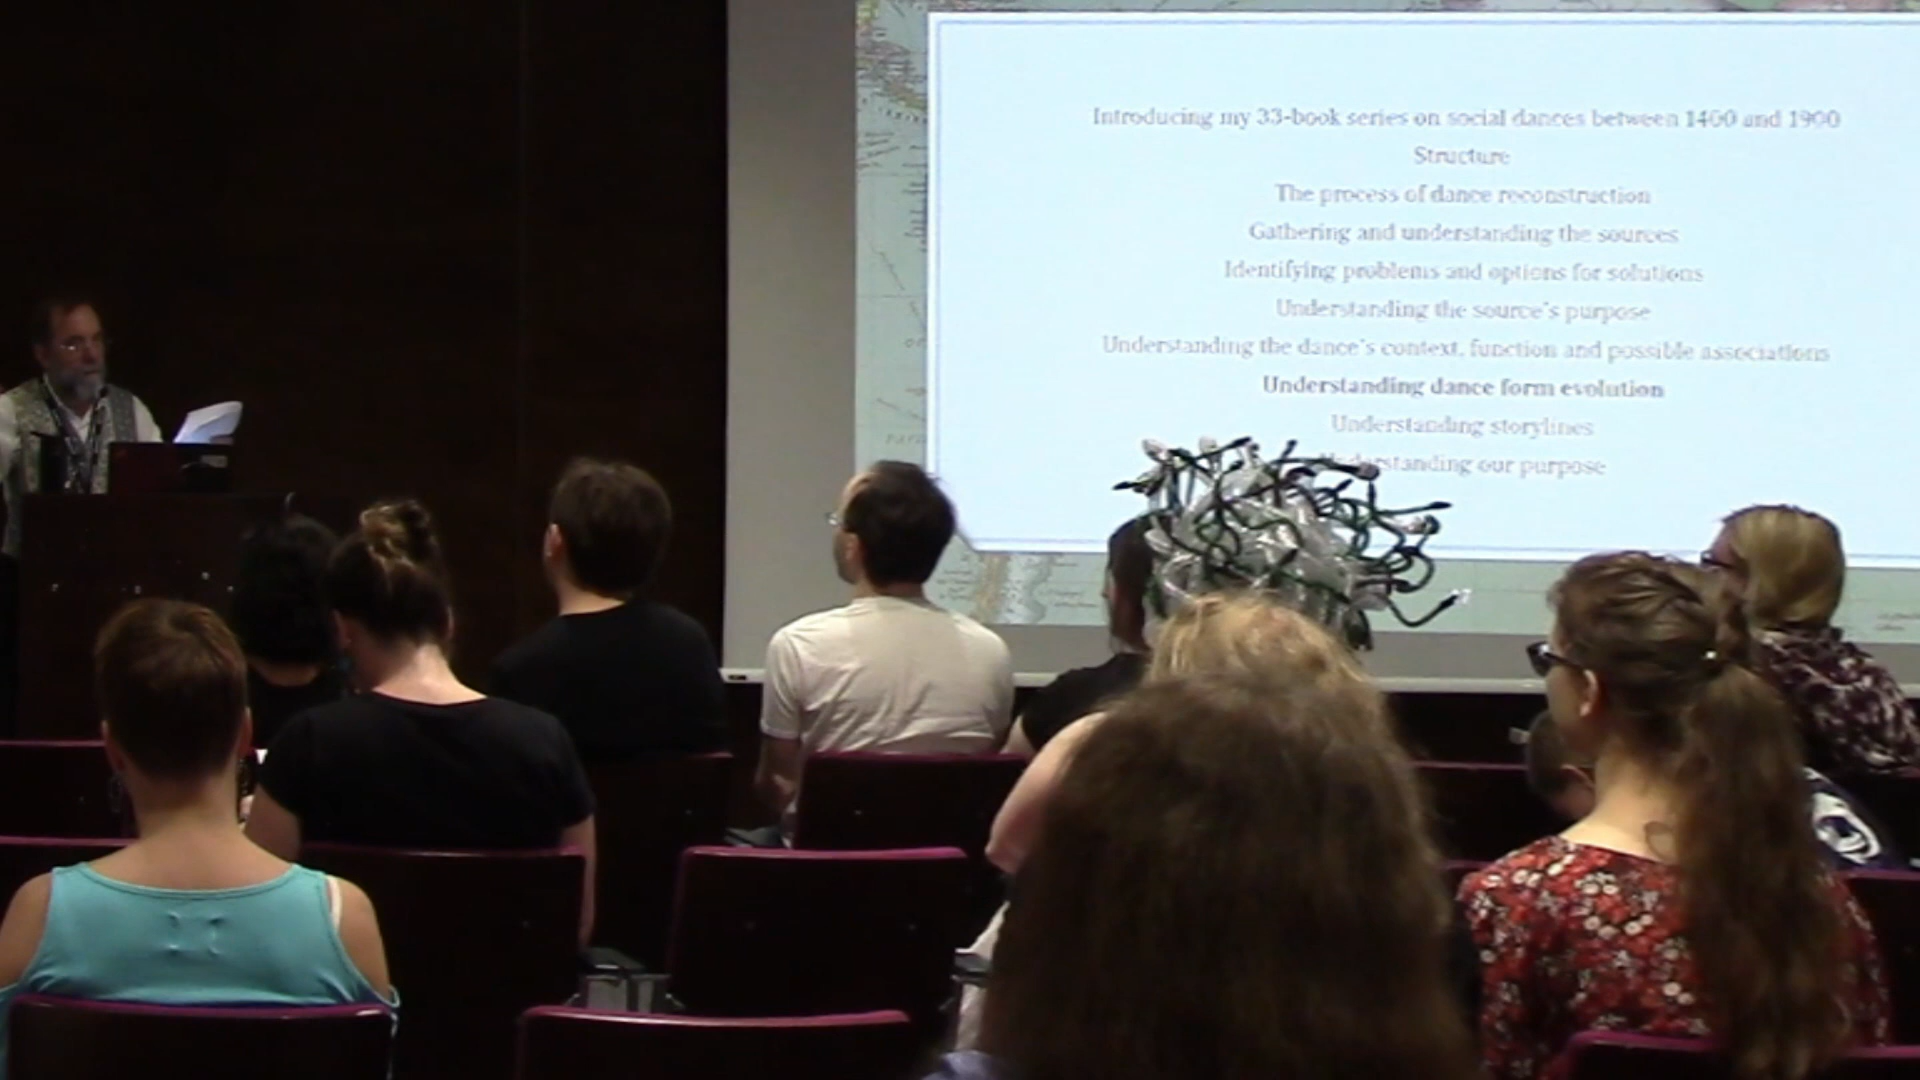 Introducing my 33-book series on social dances between 1400 and 1900
Structure
The process of dance reconstruction
Gathering and understanding the sources
Identifying problems and options for solutions
Understanding the source's purpose
Understanding the dance's context, function and possible associations
Understanding dance form evolution
Understanding storylines
Understanding our purpose